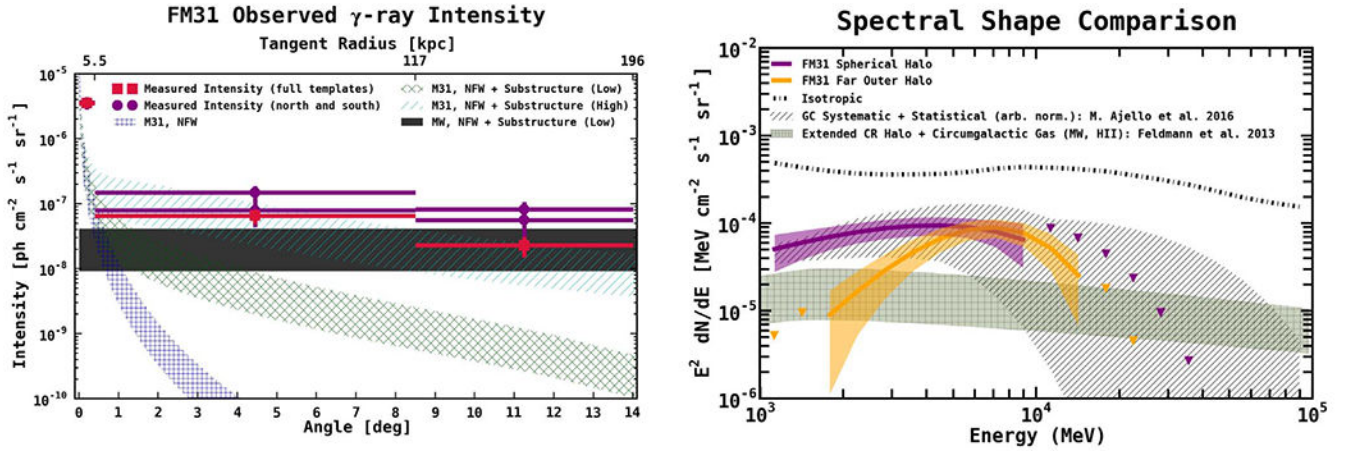 FM31 Observed γ-ray Intensity
Tangent Radius [kpc]
5.5 117 196
Intensity [ph cm⁻² s⁻¹ sr⁻¹]
10⁻⁵
10⁻⁶
10⁻⁷
10⁻⁸
10⁻⁹
10⁻¹⁰
Measured Intensity (full templates)
Measured Intensity (north and south)
M31, NFW
M31, NFW + Substructure (Low)
M31, NFW + Substructure (High)
MW, NFW + Substructure (Low)
0 1 2 3 4 5 6 7 8 9 10 11 12 13 14
Angle [deg]
Spectral Shape Comparison
E² dN/dE [MeV cm⁻² s⁻¹ sr⁻¹]
10⁻²
10⁻³
10⁻⁴
10⁻⁵
10⁻⁶
FM31 Spherical Halo
FM31 Far Outer Halo
Isotropic
GC Systematic + Statistical (arb. norm.): M. Ajello et al. 2016
Extended CR Halo + Circumgalactic Gas (MW, HII): Feldmann et al. 2013
10³ 10⁴ 10⁵
Energy (MeV)